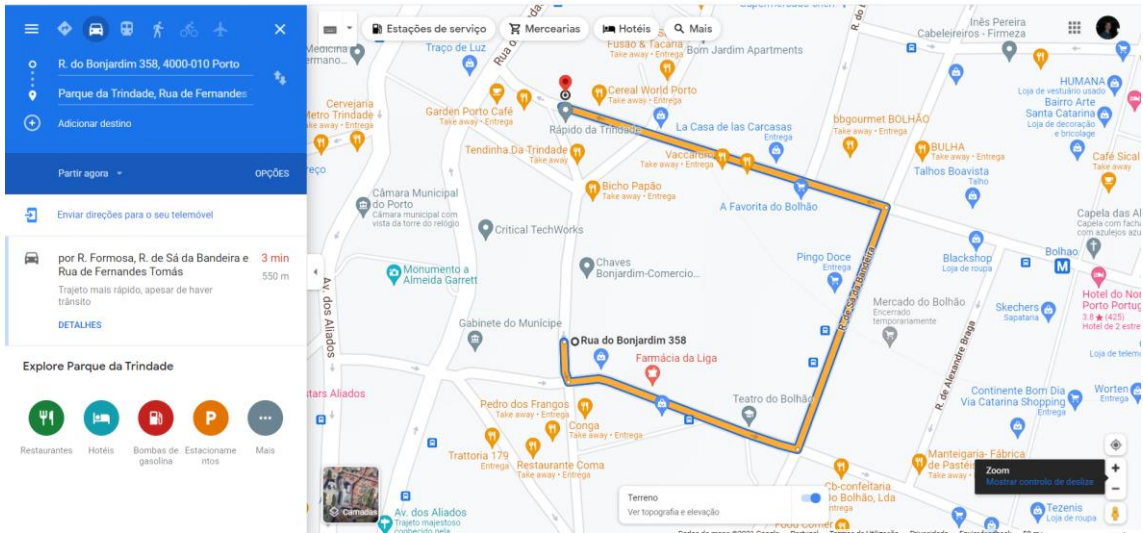 R. do Bonjardim 358, 4000-010 Porto
Parque da Trindade, Rua de Fernandes
Adicionar destino
Partir agora
OPÇÕES
Enviar direções para o seu telemóvel
por R. Formosa, R. de Sá da Bandeira e
Rua de Fernandes Tomás
3 min
550 m
Trajeto mais rápido, apesar de haver
trânsito
DETALHES
Explore Parque da Trindade
Restaurantes
Hotéis
Bombas de
gasolina
Estacioname
ntos
Mais
Estações de serviço
Mercearias
Hotéis
Mais
Traço de Luz
Fusão & Tacaria
Take away • Entrega
Bom Jardim Apartments
Inês Pereira
Cabeleireiros - Firmeza
Medicina
Cereal World Porto
Take away • Entrega
HUMANA
Loja de vestuário usado
Bairro Arte
Santa Catarina
Loja de decoração
e bricolage
Cervejaria
Metro Trindade
Take away • Entrega
Garden Porto Café
Take away • Entrega
Rápido da Trindade
La Casa de las Carcasas
Entrega
bbgourmet BOLHÃO
Take away • Entrega
BULHA
Take away • Entrega
Café Sical
Take away
Tendinha Da Trindade
Take away
Vaccarum
Take away • Entrega
Talhos Boavista
Talho
Bicho Papão
Take away • Entrega
A Favorita do Bolhão
Câmara Municipal
do Porto
Câmara municipal com
vista da torre do relógio
Capela das
Capela com
com azulejos
Critical TechWorks
Bolhao
M
Monumento a
Almeida Garrett
Chaves
Bonjardim-Comercio...
Pingo Doce
Entrega
Blackshop
Loja de roupa
R. de Sá da Bandeira
Av. dos Aliados
Mercado do Bolhão
Encerrado
temporariamente
Skechers
Sapataria
Hotel do
Porto
3.8 ★ (425)
Hotel de 2
Gabinete do Munícipe
Rua do Bonjardim 358
R. de Alexandre Braga
Loja de
Farmácia da Liga
Continente Bom Dia
Via Catarina Shopping
Entrega
Worten
Entrega
Aliados
Pedro dos Frangos
Take away • Entrega
Teatro do Bolhão
Conga
Take away • Entrega
Trattoria 179
Entrega
Restaurante Coma
Take away • Entrega
Manteigaria- Fábrica
de
Zoom
Mostrar controlo de deslize
Camadas
Av. dos Aliados
Trajeto majestoso
conhecido pela
Terreno
Ver topografia e elevação
Cb-confeitaria
do Bolhão, Lda
Entrega
Tezenis
Loja de roupa